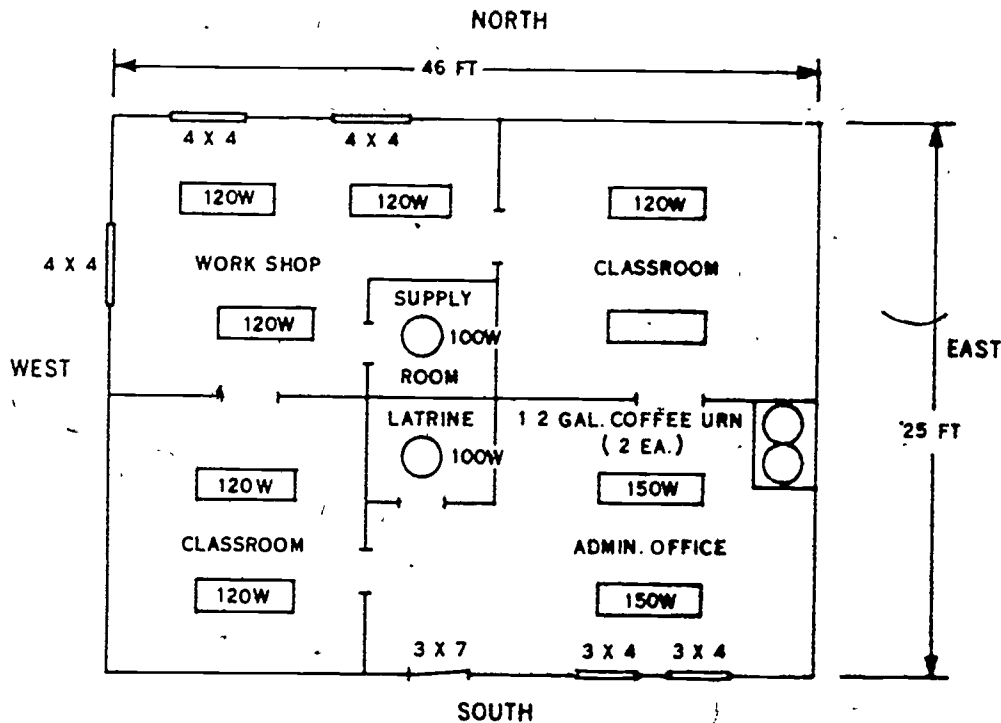 NORTH
46 FT
4 X 4
4 X 4
120W
120W
120W
4 X 4
WORK SHOP
CLASSROOM
SUPPLY
120W
100W
ROOM
WEST
EAST
LATRINE
1 2 GAL. COFFEE URN
( 2 EA.)
25 FT
100W
120W
150W
CLASSROOM
ADMIN. OFFICE
120W
150W
3 X 7
3 X 4
3 X 4
SOUTH